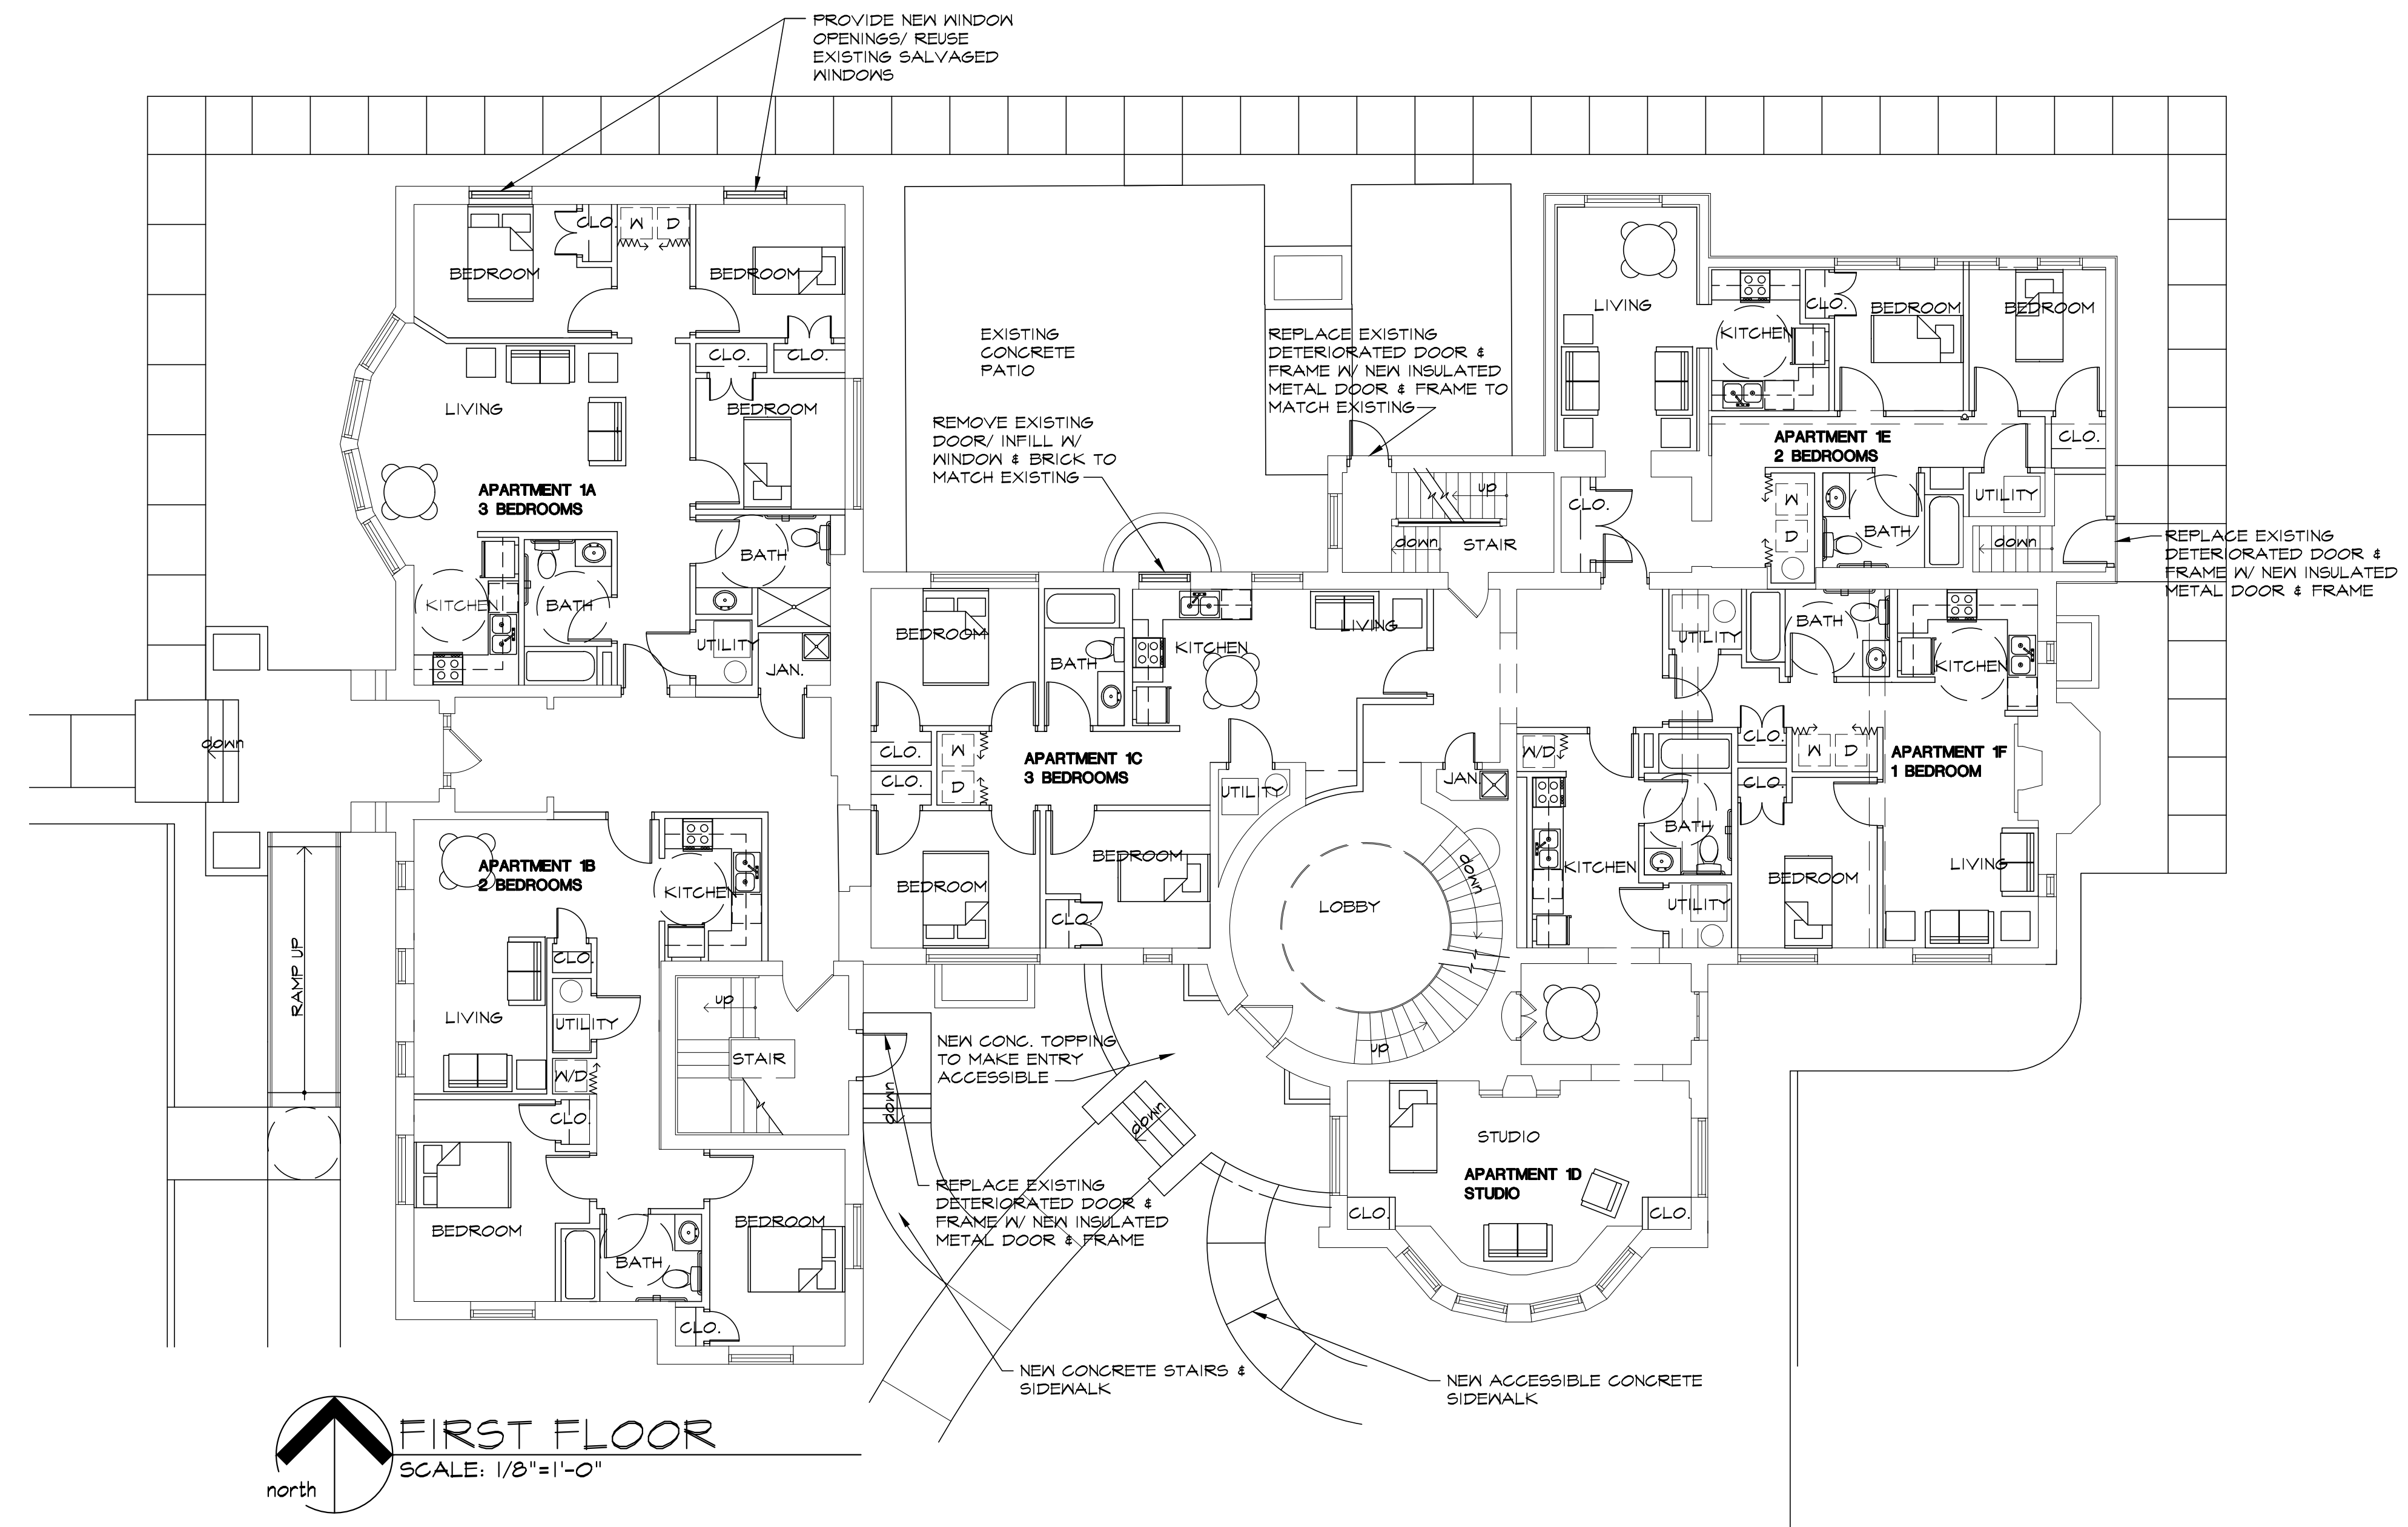 PROVIDE NEW WINDOW
OPENINGS/ REUSE
EXISTING SALVAGED
WINDOWS
CLO.
W
D
BEDROOM
BEDROOM
CLO.
CLO.
LIVING
BEDROOM
APARTMENT 1A
3 BEDROOMS
BATH
KITCHEN
BATH
UTILITY
JAN.
EXISTING
CONCRETE
PATIO
REMOVE EXISTING
DOOR/ INFILL W/
WINDOW & BRICK TO
MATCH EXISTING
REPLACE EXISTING
DETERIORATED DOOR &
FRAME W/ NEW INSULATED
METAL DOOR & FRAME TO
MATCH EXISTING
up
down
STAIR
LIVING
KITCHEN
CLO.
BEDROOM
BEDROOM
APARTMENT 1E
2 BEDROOMS
CLO.
CLO.
W
D
BATH
UTILITY
down
REPLACE EXISTING
DETERIORATED DOOR &
FRAME W/ NEW INSULATED
METAL DOOR & FRAME
down
BEDROOM
BATH
KITCHEN
LIVING
CLO.
W
CLO.
D
APARTMENT 1C
3 BEDROOMS
UTILITY
JAN.
BEDROOM
BEDROOM
CLO.
LOBBY
down
up
UTILITY
BATH
KITCHEN
CLO.
W
D
APARTMENT 1F
1 BEDROOM
CLO.
BEDROOM
LIVING
W/D
BATH
KITCHEN
UTILITY
APARTMENT 1B
2 BEDROOMS
KITCHEN
CLO.
LIVING
UTILITY
W/D
CLO.
up
STAIR
RAMP UP
BEDROOM
BATH
BEDROOM
CLO.
down
NEW CONC. TOPPING
TO MAKE ENTRY
ACCESSIBLE
down
REPLACE EXISTING
DETERIORATED DOOR &
FRAME W/ NEW INSULATED
METAL DOOR & FRAME
STUDIO
APARTMENT 1D
STUDIO
CLO.
CLO.
NEW CONCRETE STAIRS &
SIDEWALK
NEW ACCESSIBLE CONCRETE
SIDEWALK
FIRST FLOOR
SCALE: 1/8"=1'-0"
north